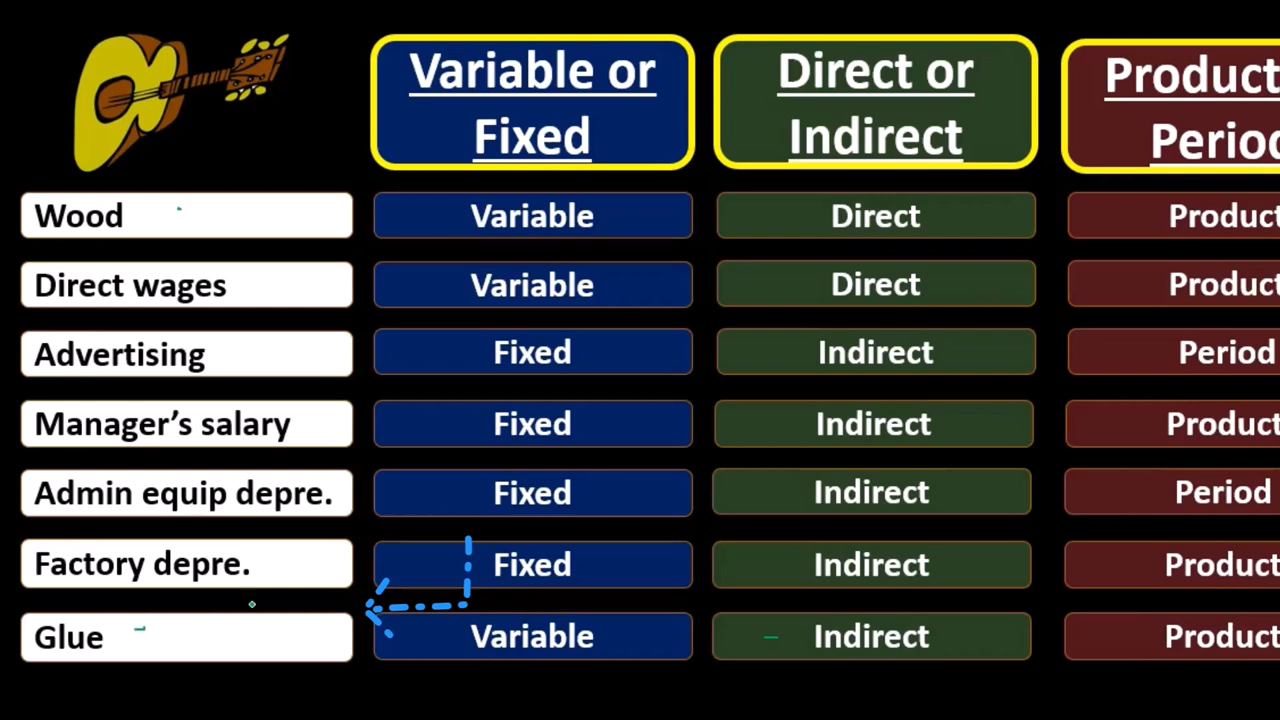 Variable or
Fixed
Direct or
Indirect
Product
Perio
Wood Variable Direct Product
Direct wages Variable Direct Product
Advertising Fixed Indirect Period
Manager’s salary Fixed Indirect Product
Admin equip depre. Fixed Indirect Period
Factory depre. Fixed Indirect Product
Glue Variable Indirect Product